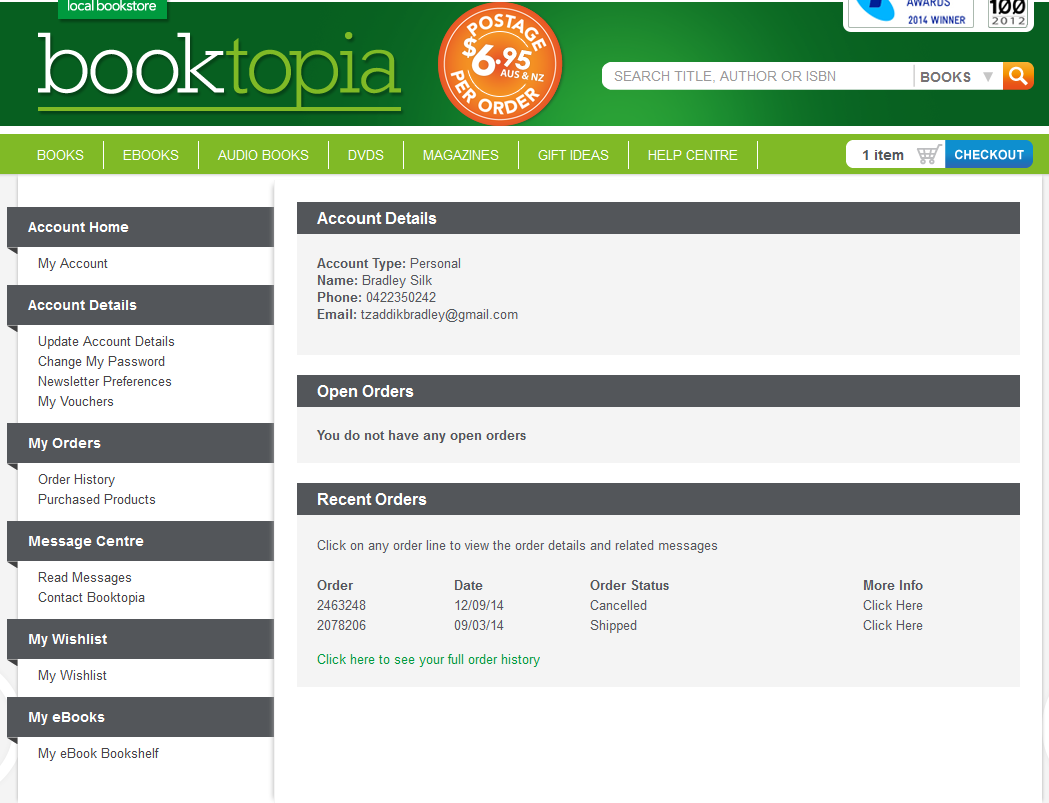 local bookstore
booktopia
POSTAGE
$6.95
AUS & NZ
PER ORDER
AWARDS
2014 WINNER
100
2012
SEARCH TITLE, AUTHOR OR ISBN
BOOKS
BOOKS
EBOOKS
AUDIO BOOKS
DVDS
MAGAZINES
GIFT IDEAS
HELP CENTRE
1 item
CHECKOUT
Account Home
My Account
Account Details
Update Account Details
Change My Password
Newsletter Preferences
My Vouchers
My Orders
Order History
Purchased Products
Message Centre
Read Messages
Contact Booktopia
My Wishlist
My Wishlist
My eBooks
My eBook Bookshelf
Account Details
Account Type: Personal
Name: Bradley Silk
Phone: 0422350242
Email: tzaddikbradley@gmail.com
Open Orders
You do not have any open orders
Recent Orders
Click on any order line to view the order details and related messages
Order Date Order Status More Info
2463248 12/09/14 Cancelled Click Here
2078206 09/03/14 Shipped Click Here
Click here to see your full order history